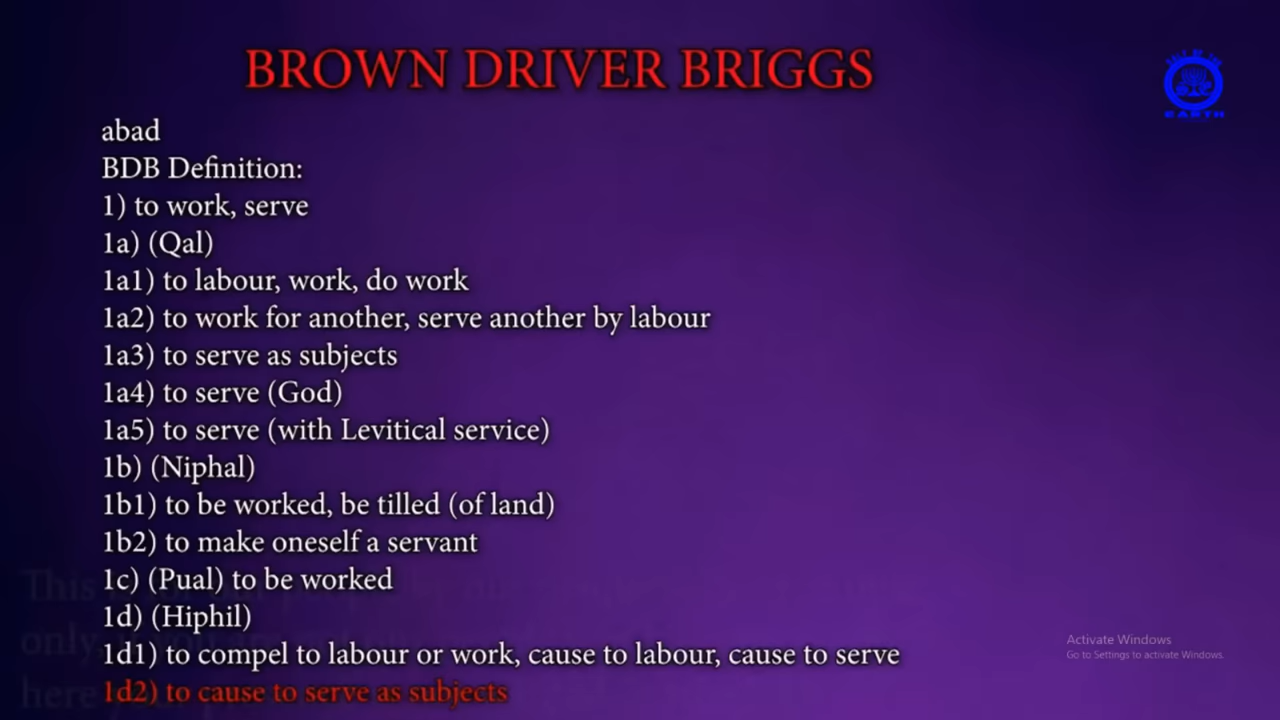 BROWN DRIVER BRIGGS
abad
BDB Definition:
1) to work, serve
1a) (Qal)
1a1) to labour, work, do work
1a2) to work for another, serve another by labour
1a3) to serve as subjects
1a4) to serve (God)
1a5) to serve (with Levitical service)
1b) (Niphal)
1b1) to be worked, be tilled (of land)
1b2) to make oneself a servant
1c) (Pual) to be worked
1d) (Hiphil)
1d1) to compel to labour or work, cause to labour, cause to serve
1d2) to cause to serve as subjects
This
only
here
EARTH
Activate Windows
Go to Settings to activate Windows.